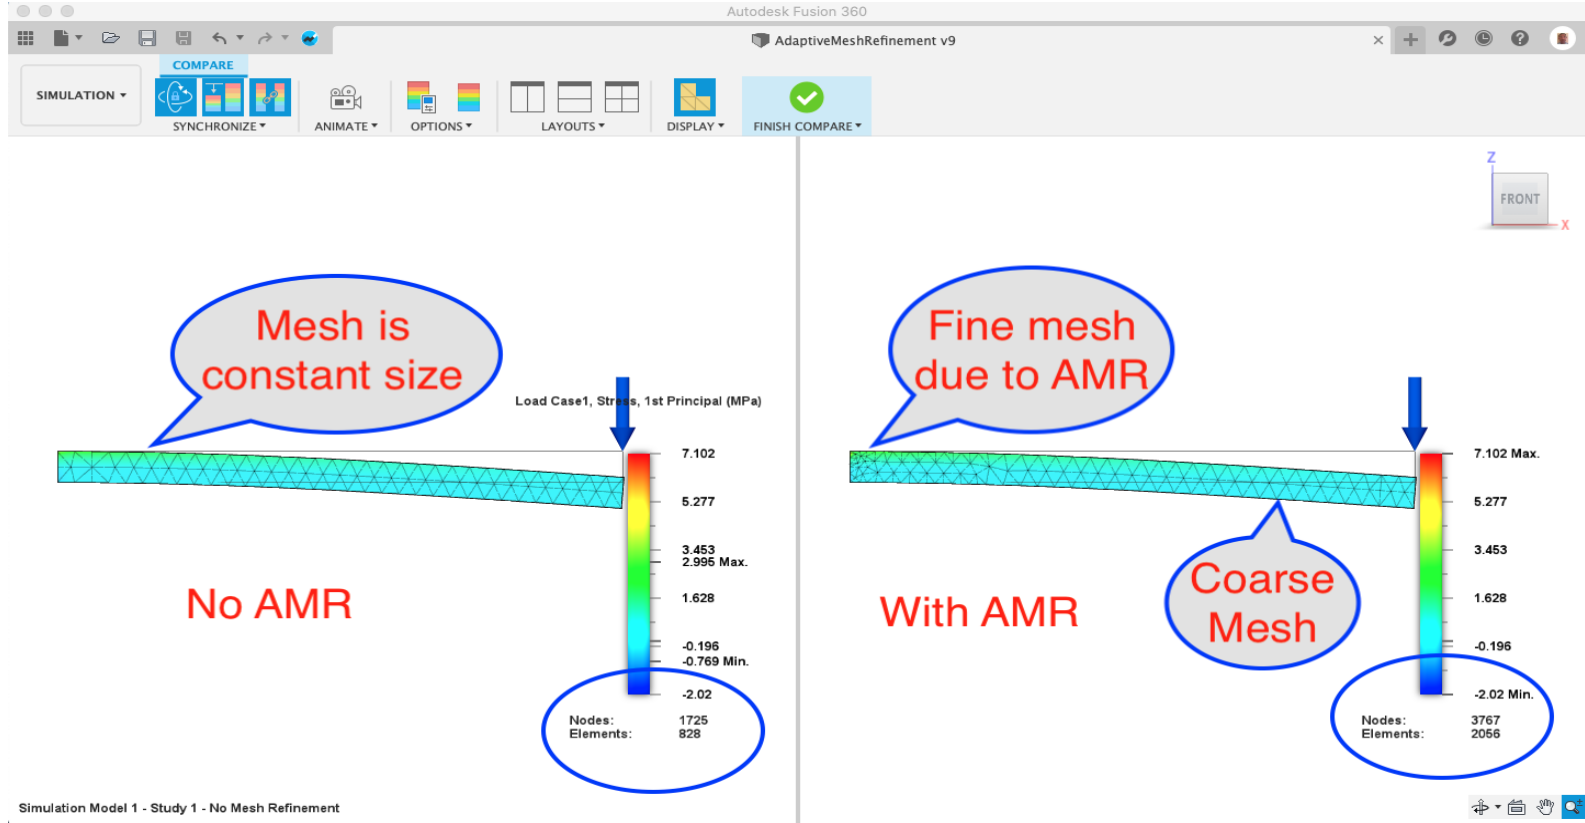 Autodesk Fusion 360
AdaptiveMeshRefinement v9
COMPARE
SIMULATION
SYNCHRONIZE
ANIMATE
OPTIONS
LAYOUTS
DISPLAY
FINISH COMPARE
Mesh is
constant size
Load Case1, Stress, 1st Principal (MPa)
7.102
5.277
3.453
2.995 Max.
1.628
-0.196
-0.769 Min.
-2.02
No AMR
Nodes: 1725
Elements: 828
Simulation Model 1 - Study 1 - No Mesh Refinement
Z
FRONT
X
Fine mesh
due to AMR
7.102 Max.
5.277
3.453
1.628
-0.196
-2.02 Min.
With AMR
Coarse
Mesh
Nodes: 3767
Elements: 2056